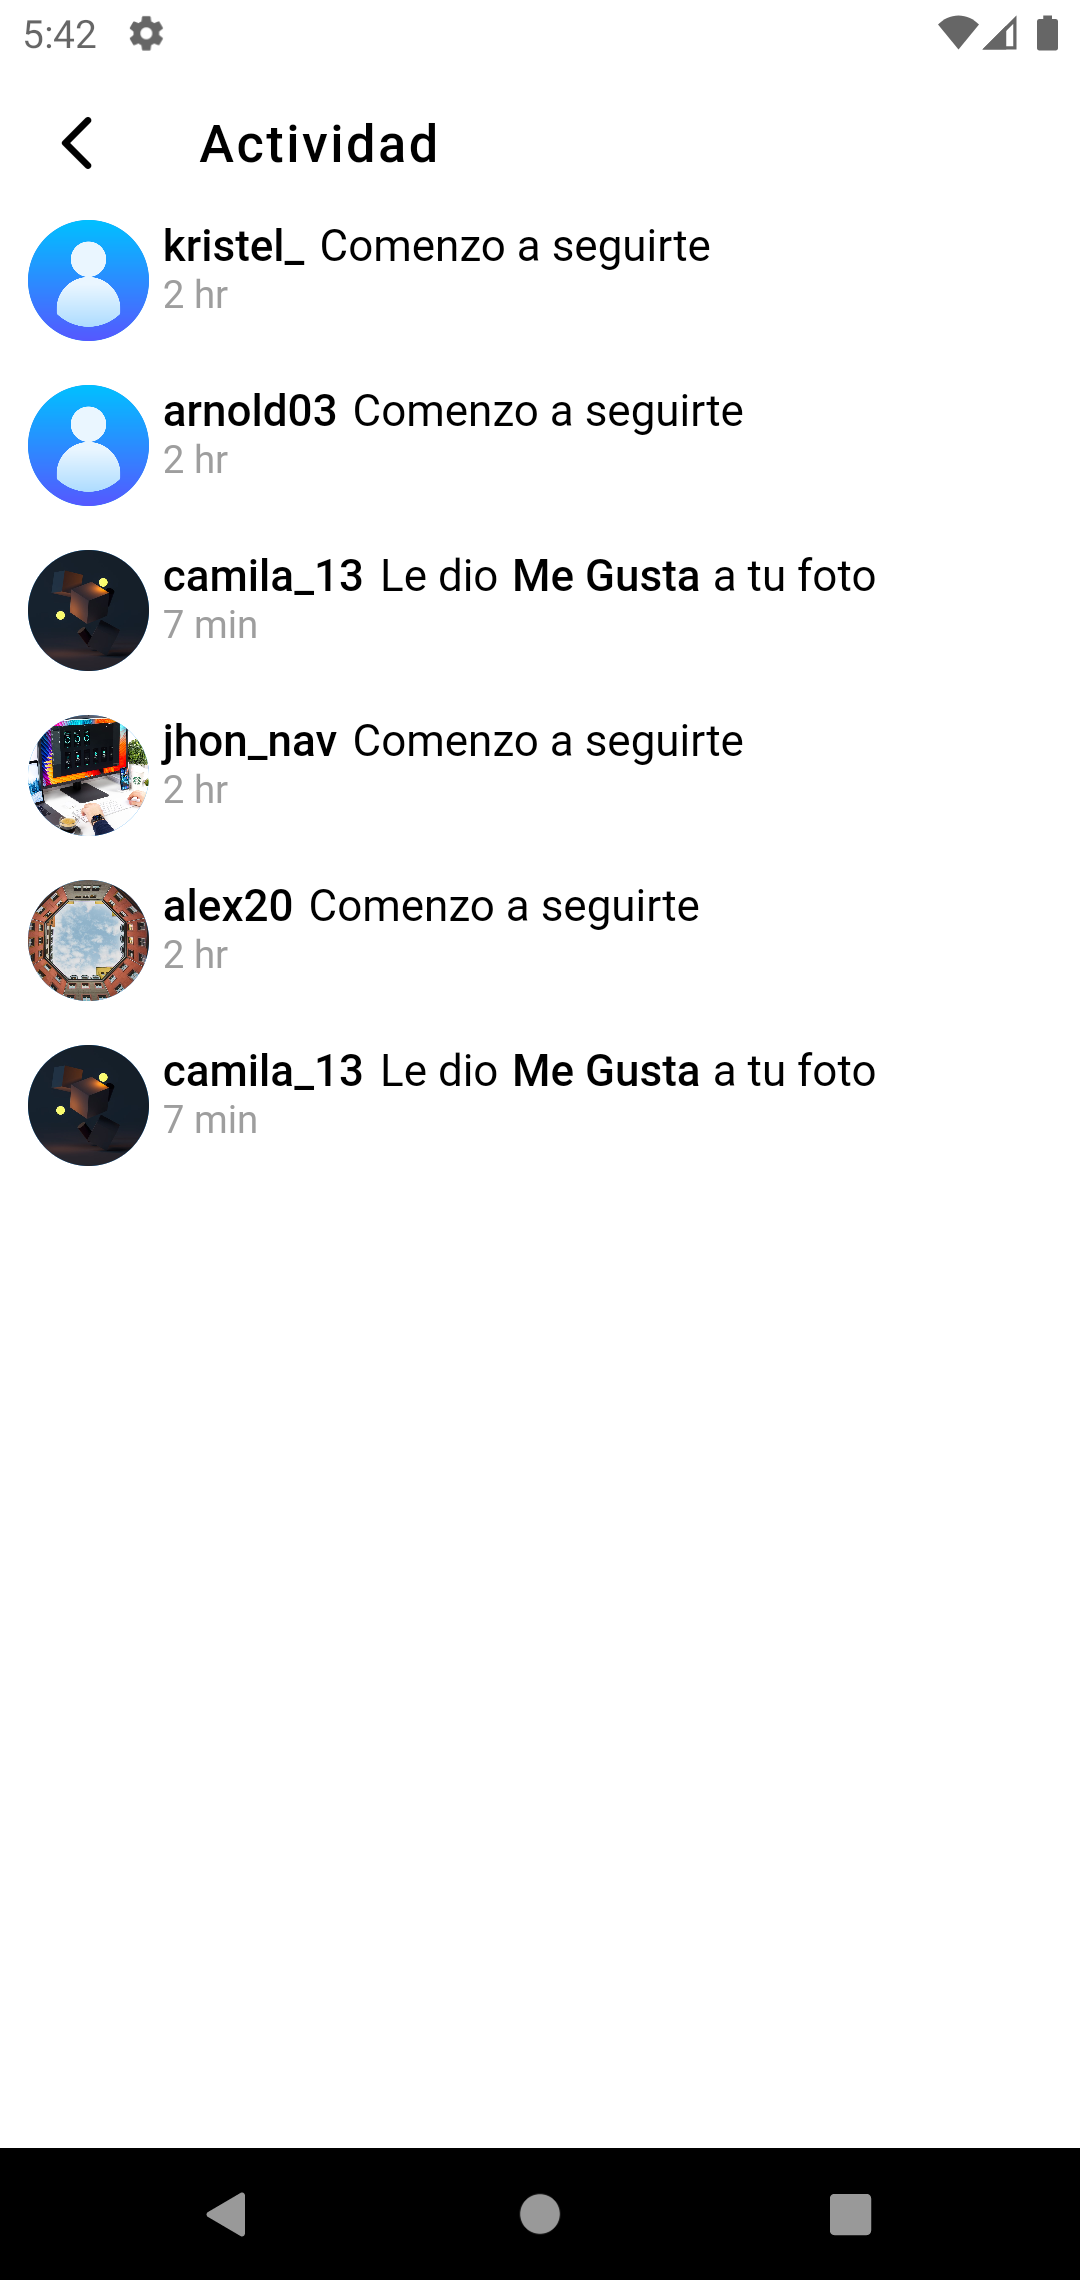 5:42
Actividad
kristel_ Comenzo a seguirte
2 hr
arnold03 Comenzo a seguirte
2 hr
camila_13 Le dio Me Gusta a tu foto
7 min
jhon_nav Comenzo a seguirte
2 hr
alex20 Comenzo a seguirte
2 hr
camila_13 Le dio Me Gusta a tu foto
7 min